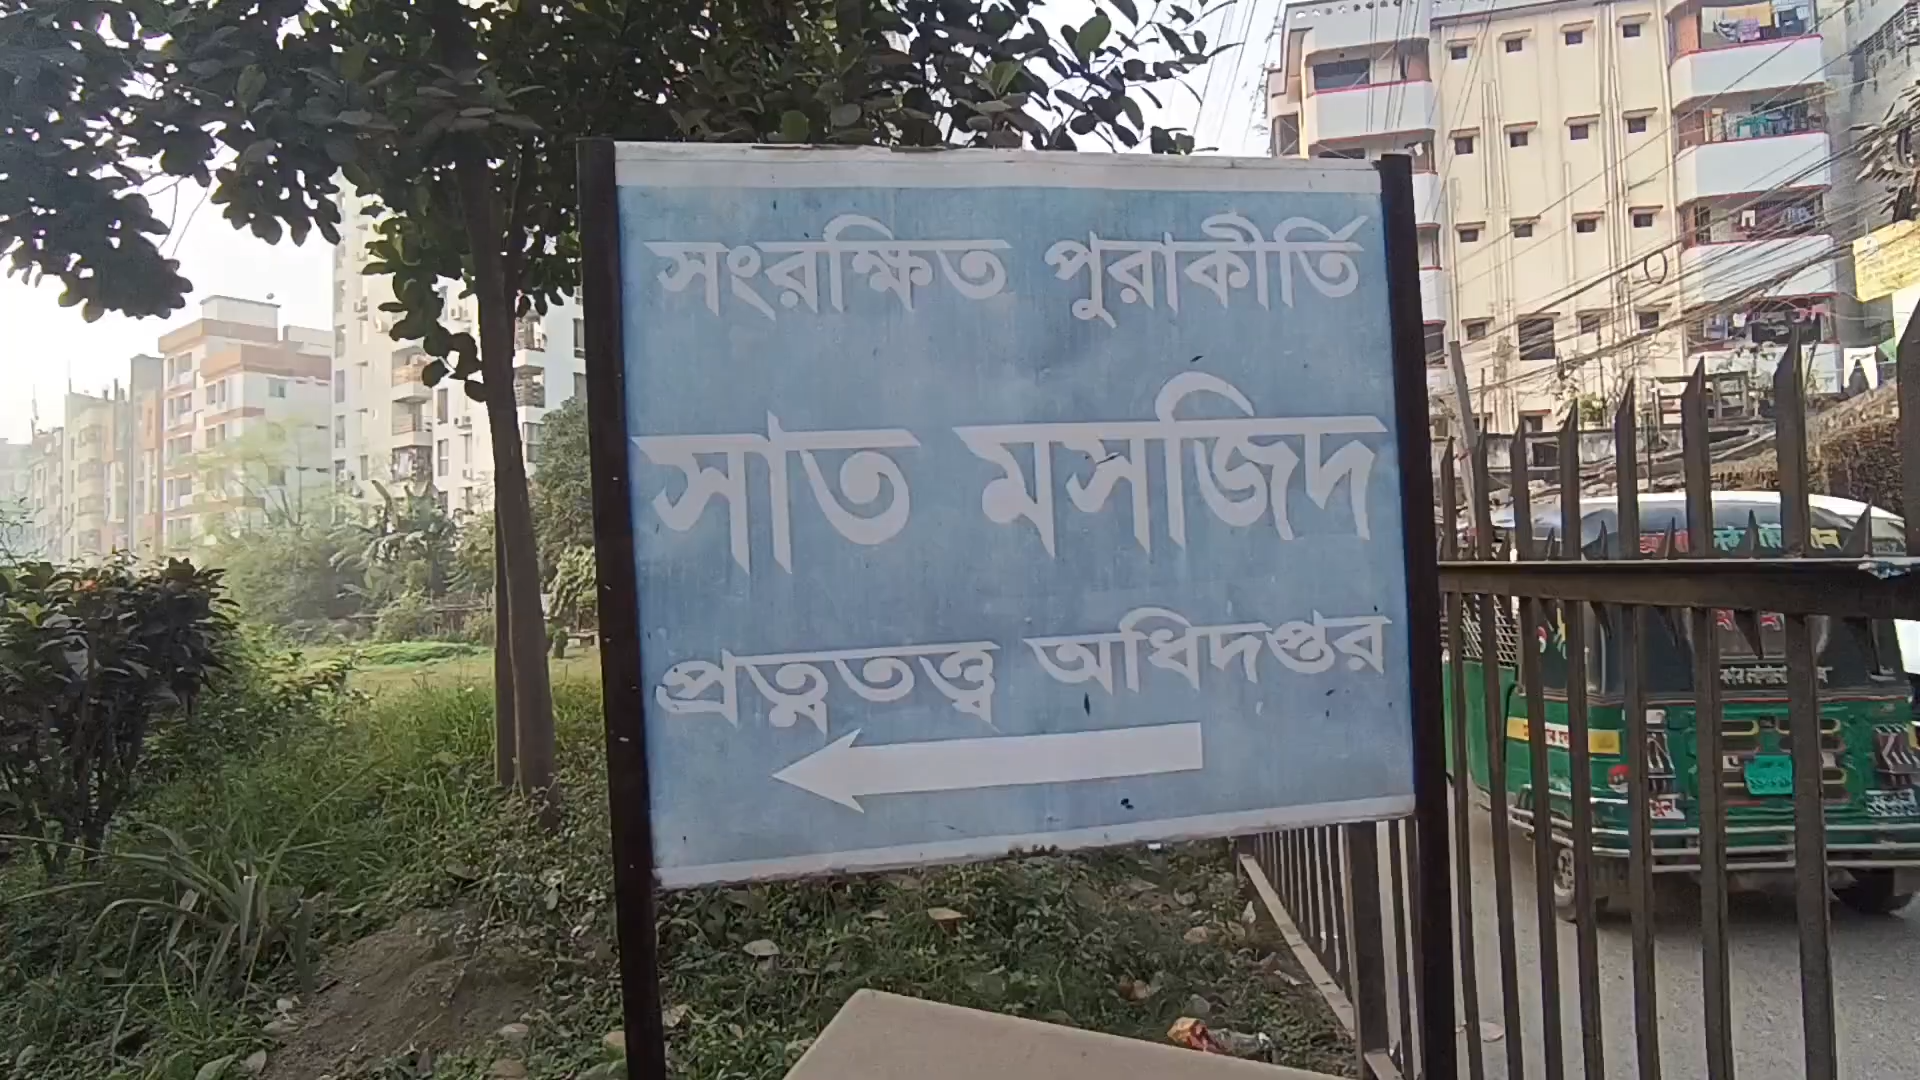 সংরক্ষিত পুরাকীর্তি
সাত মসজিদ
প্রত্নতত্ত্ব অধিদপ্তর